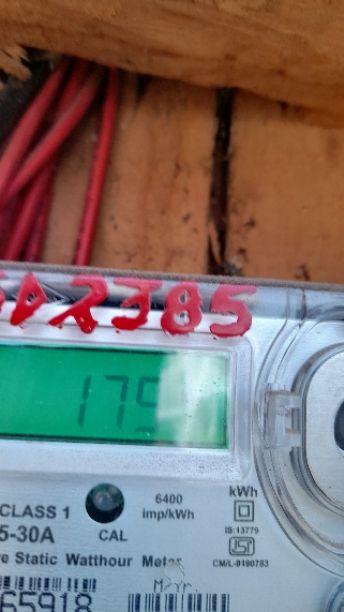 2385
175
CLASS 1
5-30A
CAL
6400
imp/kWh
kWh
IS:13779
CM/L-9190783
Static Watthour Meter
65918